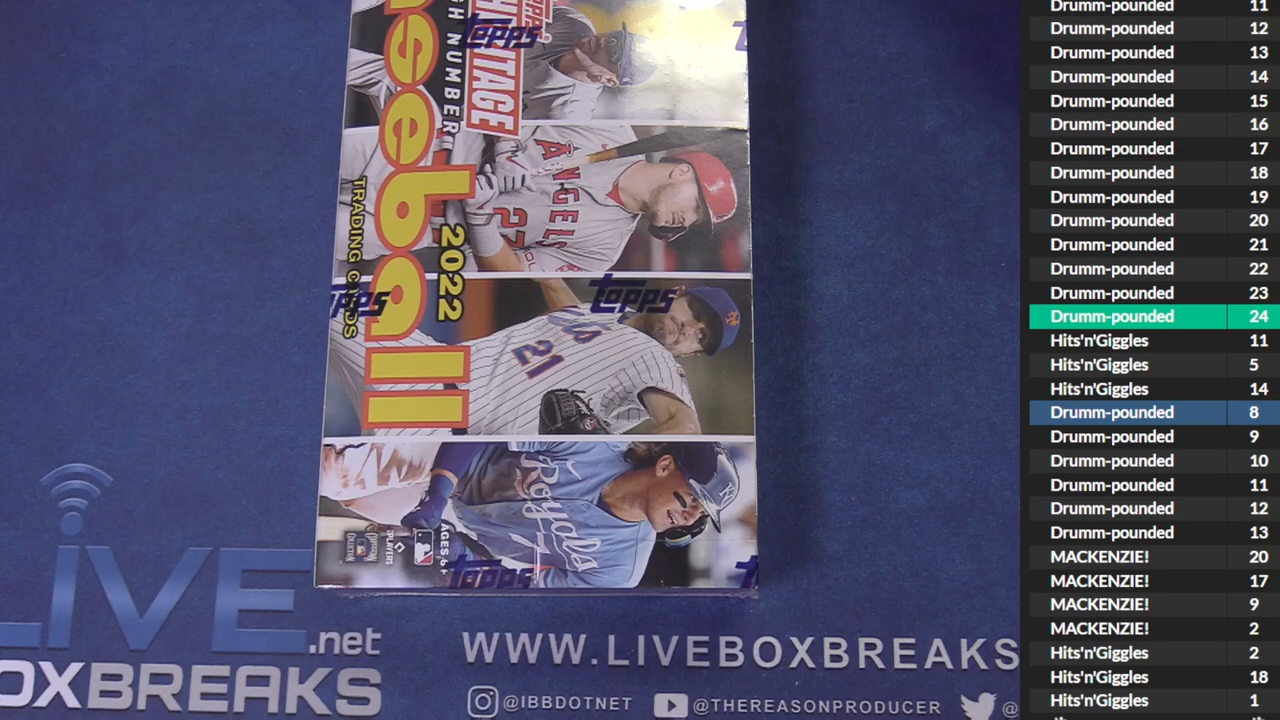 topps
HERITAGE
HIGH NUMBER
baseball
2022
TRADING CARDS
ANGELS
27
topps
topps
21
Royals
7
AGES 6+
topps
LIVE.net
BOXBREAKS
WWW.LIVEBOXBREAKS
@IBBDOTNET
@THEREASONPRODUCER
@
Drumm-pounded 11
Drumm-pounded 12
Drumm-pounded 13
Drumm-pounded 14
Drumm-pounded 15
Drumm-pounded 16
Drumm-pounded 17
Drumm-pounded 18
Drumm-pounded 19
Drumm-pounded 20
Drumm-pounded 21
Drumm-pounded 22
Drumm-pounded 23
Drumm-pounded 24
Hits'n'Giggles 11
Hits'n'Giggles 5
Hits'n'Giggles 14
Drumm-pounded 8
Drumm-pounded 9
Drumm-pounded 10
Drumm-pounded 11
Drumm-pounded 12
Drumm-pounded 13
MACKENZIE! 20
MACKENZIE! 17
MACKENZIE! 9
MACKENZIE! 2
Hits'n'Giggles 2
Hits'n'Giggles 18
Hits'n'Giggles 1